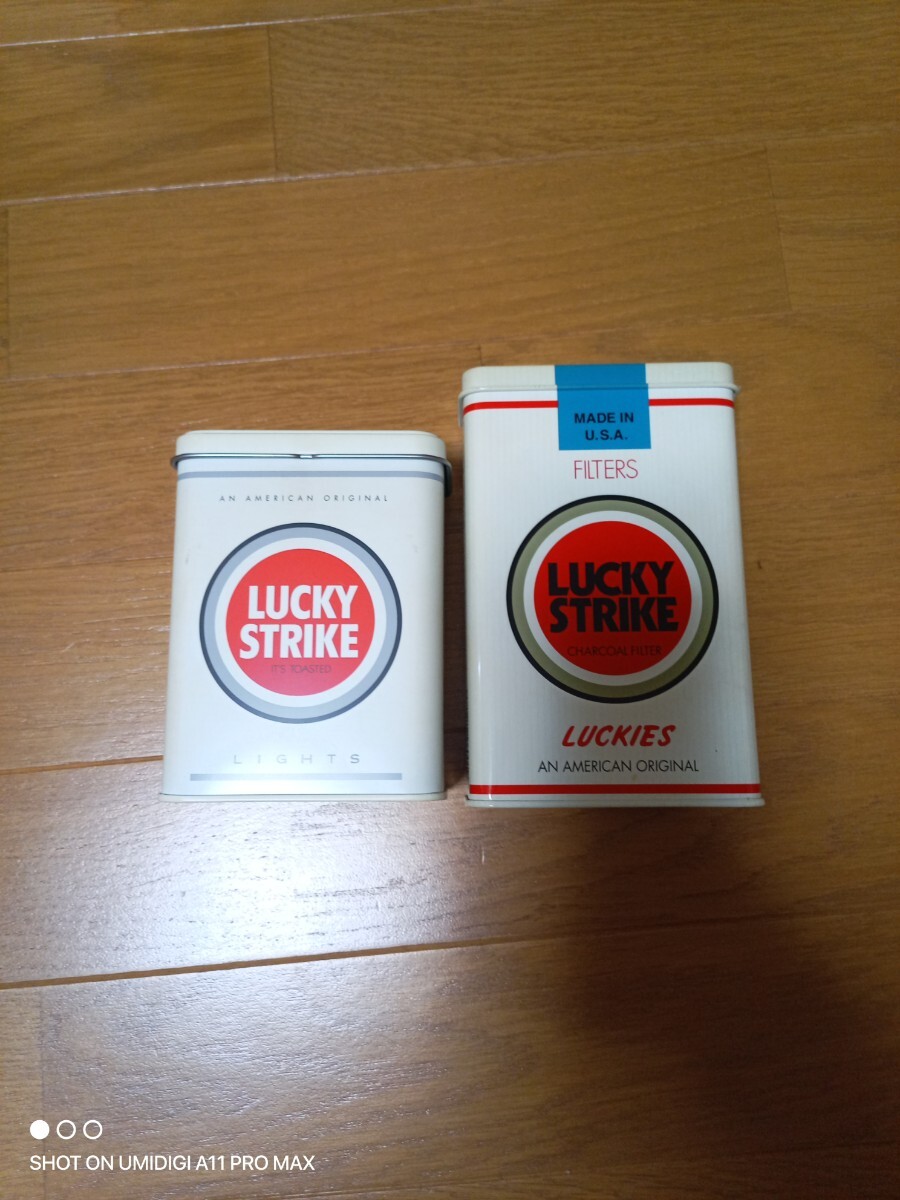 AN AMERICAN ORIGINAL
LUCKY
STRIKE
IT'S TOASTED
LIGHTS
MADE IN
U.S.A.
FILTERS
LUCKY
STRIKE
CHARCOAL FILTER
LUCKIES
AN AMERICAN ORIGINAL
SHOT ON UMIDIGI A11 PRO MAX